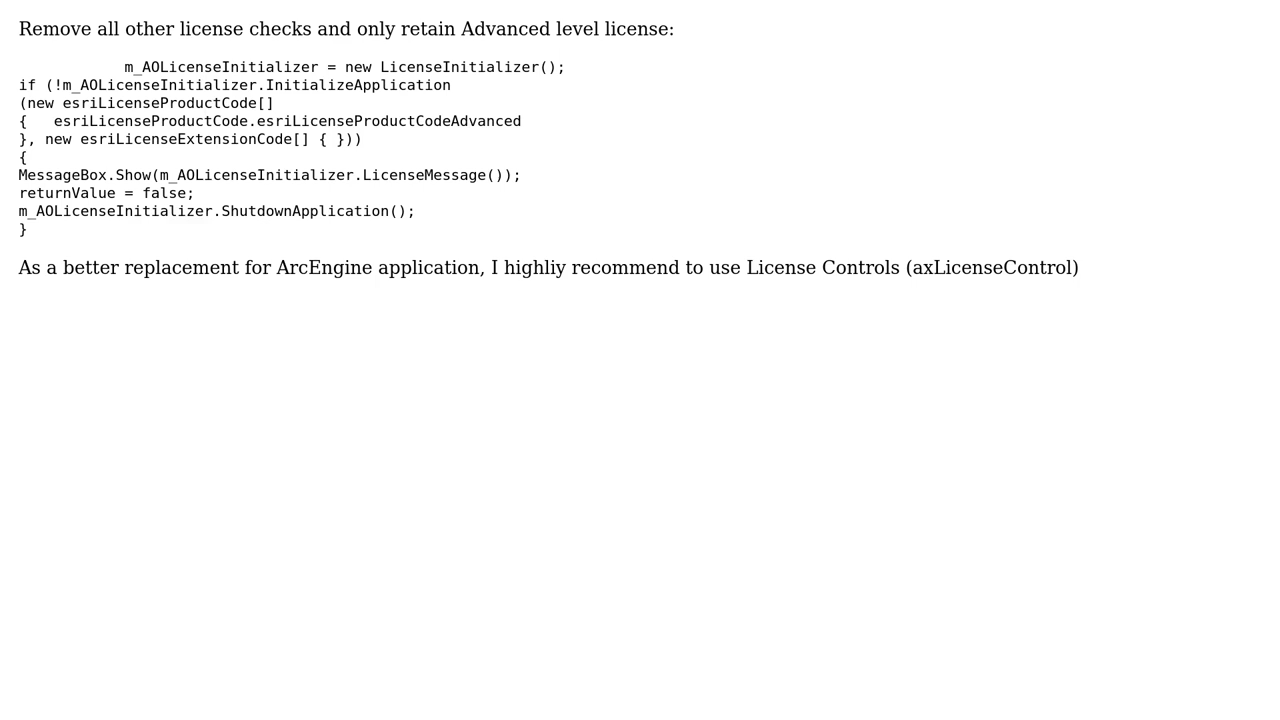 Remove all other license checks and only retain Advanced level license:
            m_AOLicenseInitializer = new LicenseInitializer();
if (!m_AOLicenseInitializer.InitializeApplication
(new esriLicenseProductCode[]
{   esriLicenseProductCode.esriLicenseProductCodeAdvanced
}, new esriLicenseExtensionCode[] { }))
{
MessageBox.Show(m_AOLicenseInitializer.LicenseMessage());
returnValue = false;
m_AOLicenseInitializer.ShutdownApplication();
}
As a better replacement for ArcEngine application, I highliy recommend to use License Controls (axLicenseControl)